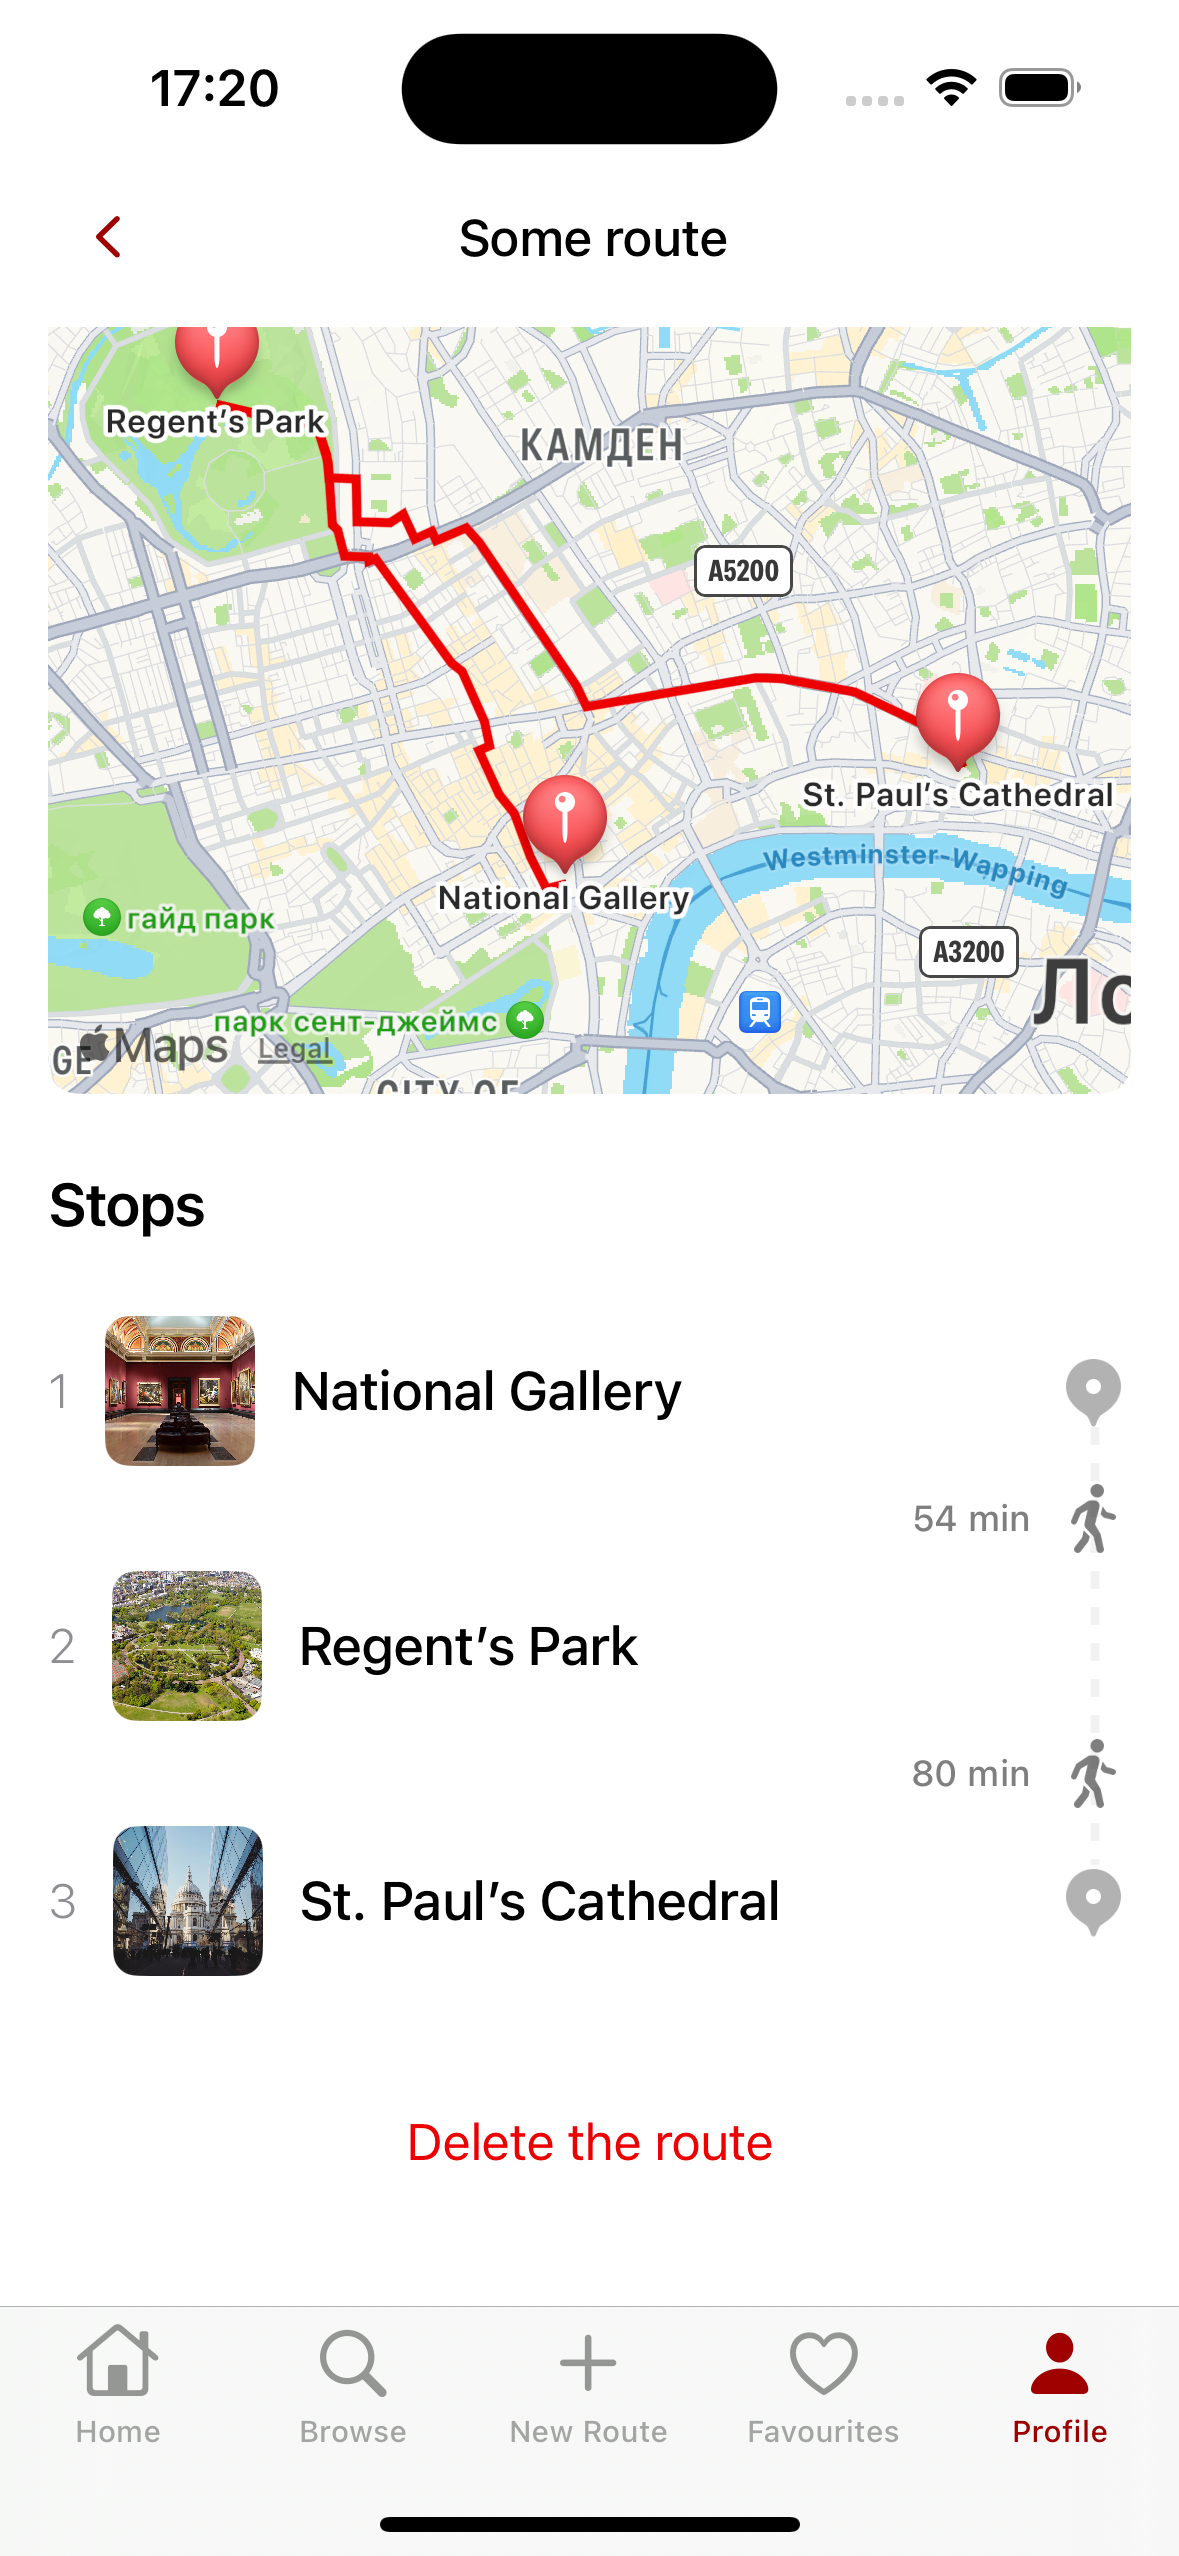 17:20
Some route
Regent's Park
КАМДЕН
A5200
St. Paul's Cathedral
Westminster-Wapping
National Gallery
гайд парк
A3200
Ло
парк сент-джеймс
GE
Maps
Legal
CITY OF
Stops
1
National Gallery
54 min
2
Regent's Park
80 min
3
St. Paul's Cathedral
Delete the route
Home
Browse
New Route
Favourites
Profile